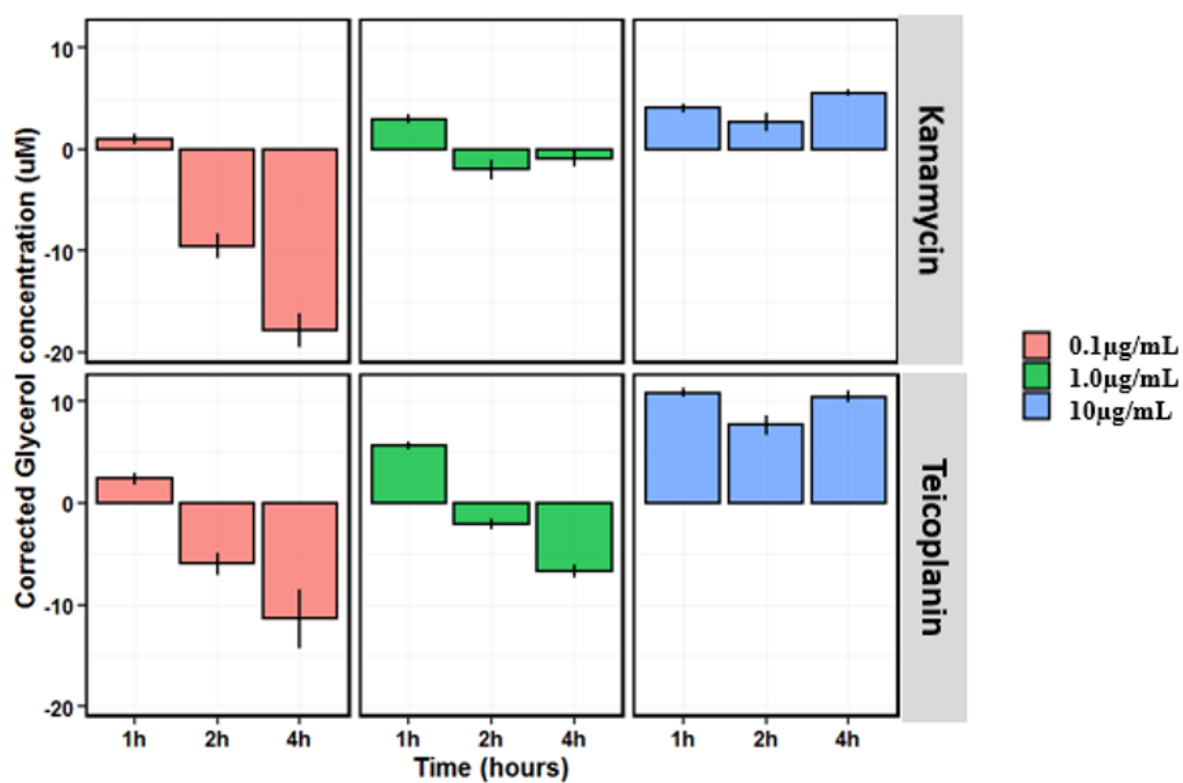 Corrected Glycerol concentration (uM)
10
0
-10
-20
Kanamycin
10
0
-10
-20
Teicoplanin
1h 2h 4h 1h 2h 4h 1h 2h 4h
Time (hours)
0.1µg/mL
1.0µg/mL
10µg/mL